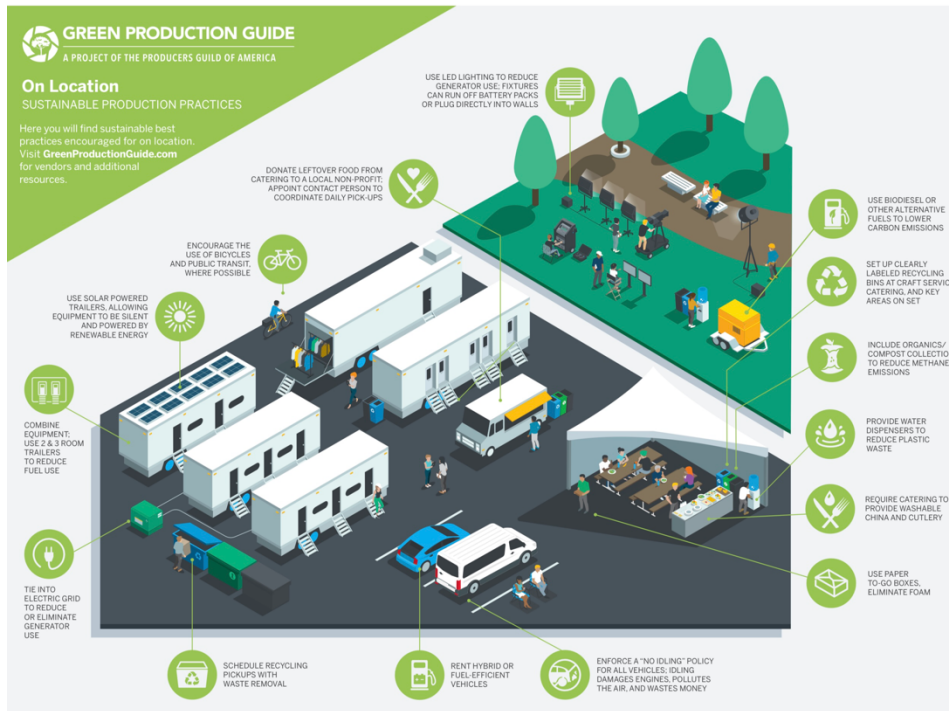 GREEN PRODUCTION GUIDE
A PROJECT OF THE PRODUCERS GUILD OF AMERICA
On Location
SUSTAINABLE PRODUCTION PRACTICES
Here you will find sustainable best
practices encouraged for on location.
Visit GreenProductionGuide.com
for vendors and additional
resources.
USE LED LIGHTING TO REDUCE
GENERATOR USE; FIXTURES
CAN RUN OFF BATTERY PACKS
OR PLUG DIRECTLY INTO WALLS
DONATE LEFTOVER FOOD FROM
CATERING TO A LOCAL NON-PROFIT;
APPOINT CONTACT PERSON TO
COORDINATE DAILY PICK-UPS
ENCOURAGE THE
USE OF BICYCLES
AND PUBLIC TRANSIT,
WHERE POSSIBLE
USE SOLAR POWERED
TRAILERS, ALLOWING
EQUIPMENT TO BE SILENT
AND POWERED BY
RENEWABLE ENERGY
COMBINE
EQUIPMENT;
USE 2 & 3 ROOM
TRAILERS
TO REDUCE
FUEL USE
TIE INTO
ELECTRIC GRID
TO REDUCE
OR ELIMINATE
GENERATOR
USE
USE BIODIESEL OR
OTHER ALTERNATIVE
FUELS TO LOWER
CARBON EMISSIONS
SET UP CLEARLY
LABELED RECYCLING
BINS AT CRAFT SERVIC
CATERING, AND KEY
AREAS ON SET
INCLUDE ORGANICS/
COMPOST COLLECTIO
TO REDUCE METHANE
EMISSIONS
PROVIDE WATER
DISPENSERS TO
REDUCE PLASTIC
WASTE
REQUIRE CATERING TO
PROVIDE WASHABLE
CHINA AND CUTLERY
USE PAPER
TO-GO BOXES,
ELIMINATE FOAM
SCHEDULE RECYCLING
PICKUPS WITH
WASTE REMOVAL
RENT HYBRID OR
FUEL-EFFICIENT
VEHICLES
ENFORCE A "NO IDLING" POLICY
FOR ALL VEHICLES; IDLING
DAMAGES ENGINES, POLLUTES
THE AIR, AND WASTES MONEY